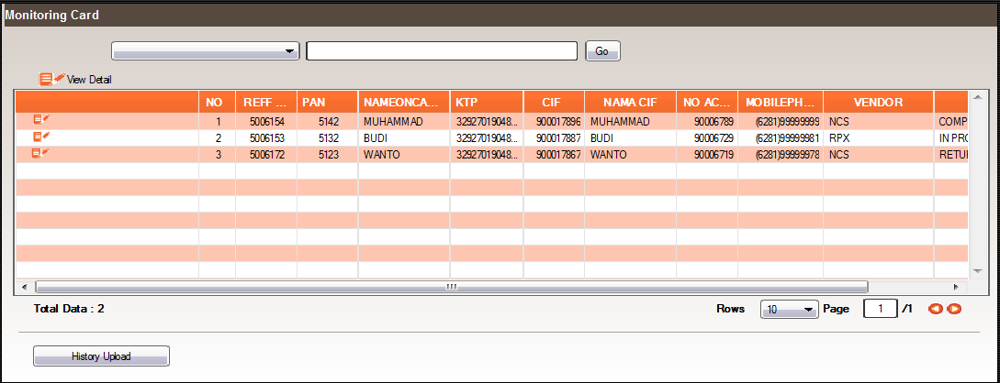 Monitoring Card
Go
View Detail
NO REFF ... PAN NAMEONCA... KTP CIF NAMA CIF NO AC... MOBILEPH... VENDOR
1 5006154 5142 MUHAMMAD 32927019048... 900017896 MUHAMMAD 90006789 (6281)99999999 NCS COMP
2 5006153 5132 BUDI 32927019048... 900017887 BUDI 90006729 (6281)99999981 RPX IN PRO
3 5006172 5123 WANTO 32927019048... 900017867 WANTO 90006719 (6281)99999978 NCS RETU
Total Data : 2 Rows 10 Page 1 /1
History Upload